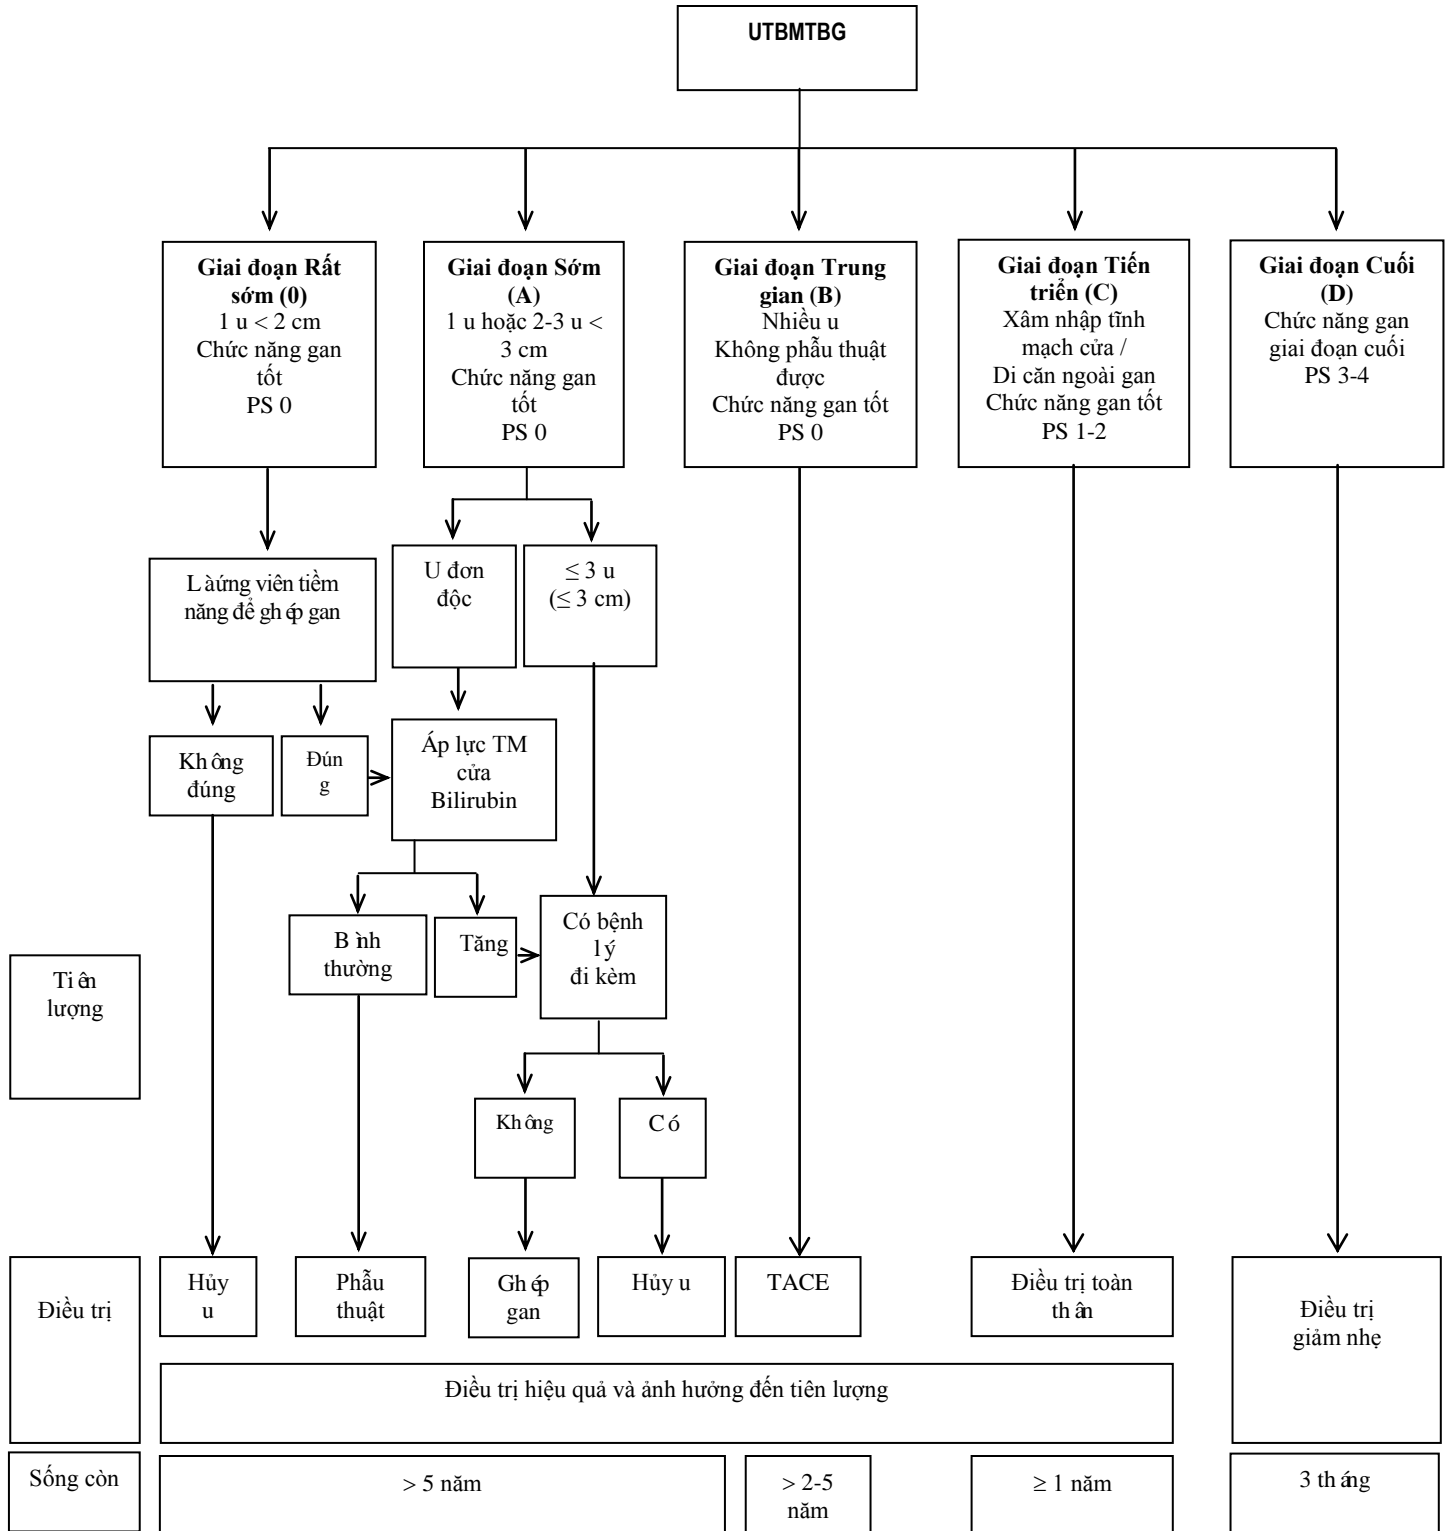 UTBMTBG
Giai đoạn Rất
sớm (0)
1 u < 2 cm
Chức năng gan
tốt
PS 0
Giai đoạn Sớm
(A)
1 u hoặc 2-3 u <
3 cm
Chức năng gan
tốt
PS 0
Giai đoạn Trung
gian (B)
Nhiều u
Không phẫu thuật
được
Chức năng gan tốt
PS 0
Giai đoạn Tiến
triển (C)
Xâm nhập tĩnh
mạch cửa /
Di căn ngoài gan
Chức năng gan tốt
PS 1-2
Giai đoạn Cuối
(D)
Chức năng gan
giai đoạn cuối
PS 3-4
Là ứng viên tiềm
năng để ghép gan
U đơn
độc
≤ 3 u
(≤ 3 cm)
Không
đúng
Đún
g
Áp lực TM
cửa
Bilirubin
Bình
thường
Tăng
Có bệnh
lý
đi kèm
Tiên
lượng
Không
Có
Điều trị
Hủy
u
Phẫu
thuật
Ghép
gan
Hủy u
TACE
Điều trị toàn
thân
Điều trị
giảm nhẹ
Điều trị hiệu quả và ảnh hưởng đến tiên lượng
Sống còn
> 5 năm
> 2-5
năm
≥ 1 năm
3 tháng